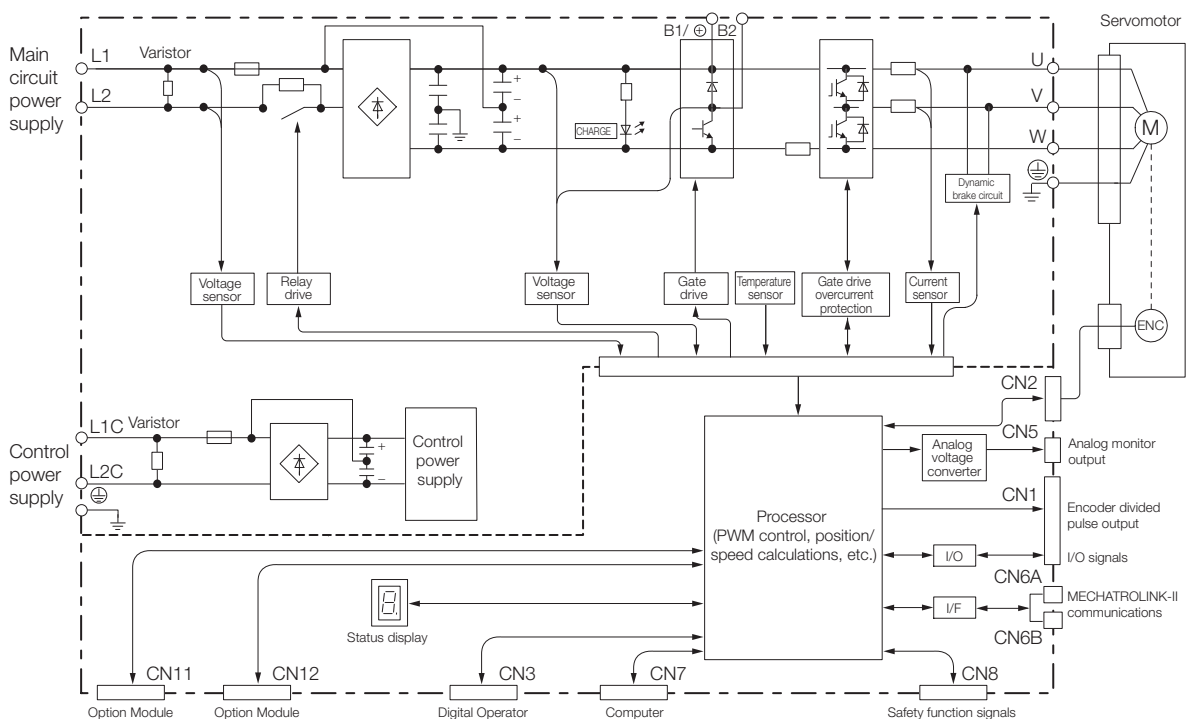 Servomotor
B1/ ⊕ B2
Main
circuit
power
supply
L1
Varistor
L2
U
V
W
M
+
−
+
−
CHARGE
Dynamic
brake circuit
Voltage
sensor
Relay
drive
Voltage
sensor
Gate
drive
Temperature
sensor
Gate drive
overcurrent
protection
Current
sensor
ENC
CN2
L1C
Varistor
Control
power
supply
L2C
+
−
Control
power
supply
CN5
Analog
voltage
converter
Analog monitor
output
CN1
Processor
(PWM control, position/
speed calculations, etc.)
Encoder divided
pulse output
I/O
I/O signals
CN6A
I/F
MECHATROLINK-II
communications
CN6B
8.
Status display
CN11
CN12
CN3
CN7
CN8
Option Module
Option Module
Digital Operator
Computer
Safety function signals